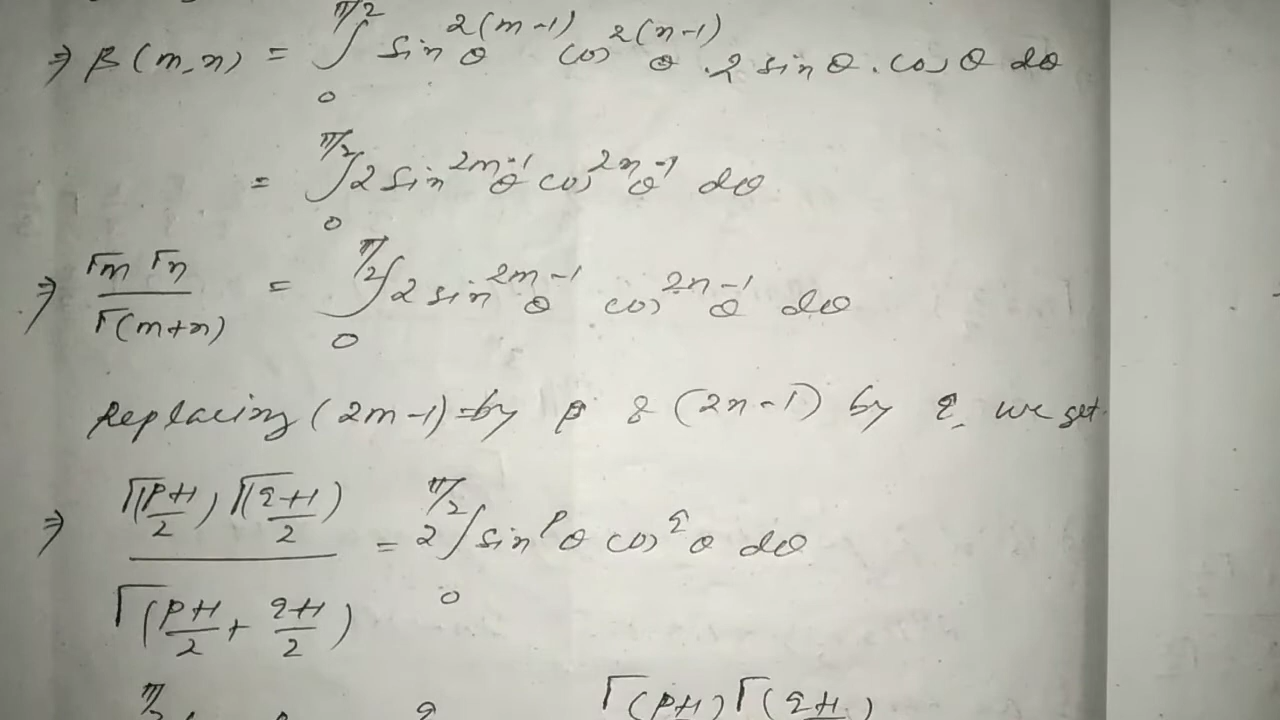 ⇒ β(m,n) = ∫₀^{π/2} sin^{2(m-1)}θ cos^{2(n-1)}θ .2 sinθ.cosθ dθ
= ∫₀^{π/2} 2 sin^{2m-1}θ cos^{2n-1}θ dθ
⇒ Γm Γn / Γ(m+n) = ∫₀^{π/2} 2 sin^{2m-1}θ cos^{2n-1}θ dθ
Replacing (2m-1) by p & (2n-1) by q, we get
⇒ Γ((p+1)/2) Γ((q+1)/2) / Γ((p+1)/2 + (q+1)/2) = 2 ∫₀^{π/2} sin^p θ cos^q θ dθ